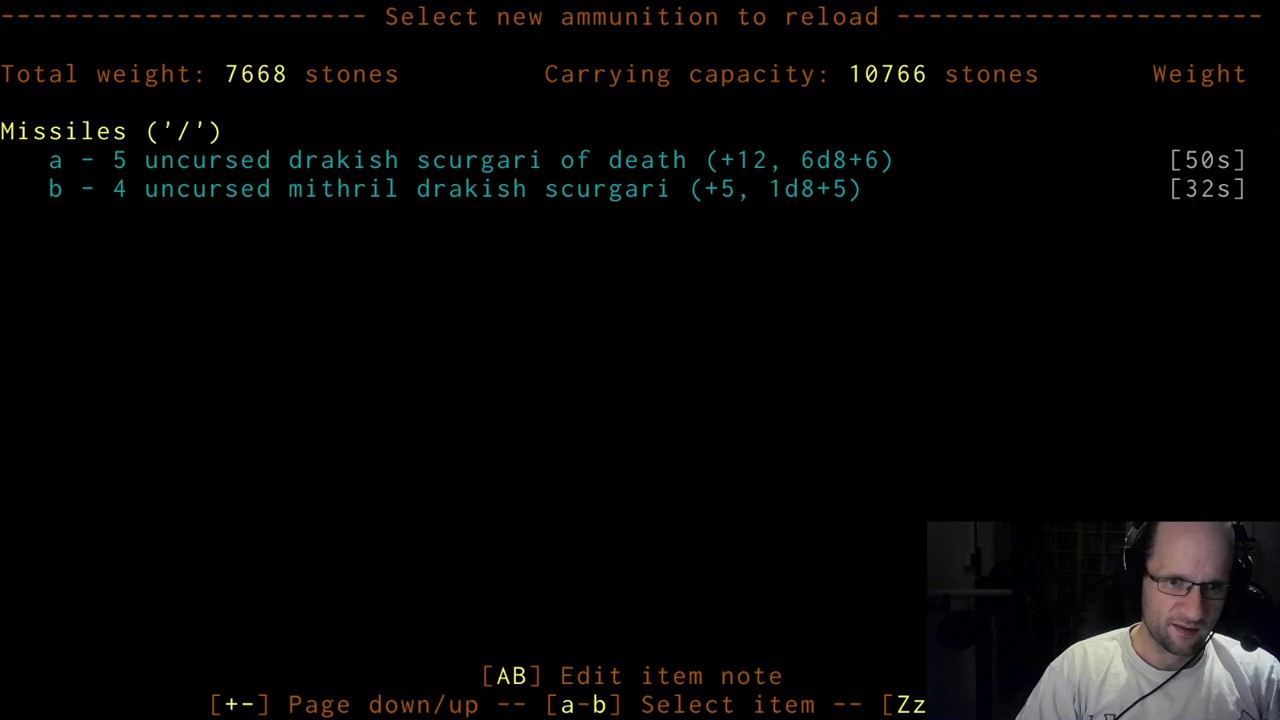 ----------------------- Select new ammunition to reload -----------------------
Total weight: 7668 stones Carrying capacity: 10766 stones Weight
Missiles ('/')
a - 5 uncursed drakish scurgari of death (+12, 6d8+6) [50s]
b - 4 uncursed mithril drakish scurgari (+5, 1d8+5) [32s]
[AB] Edit item note
[+-] Page down/up -- [a-b] Select item -- [Zz